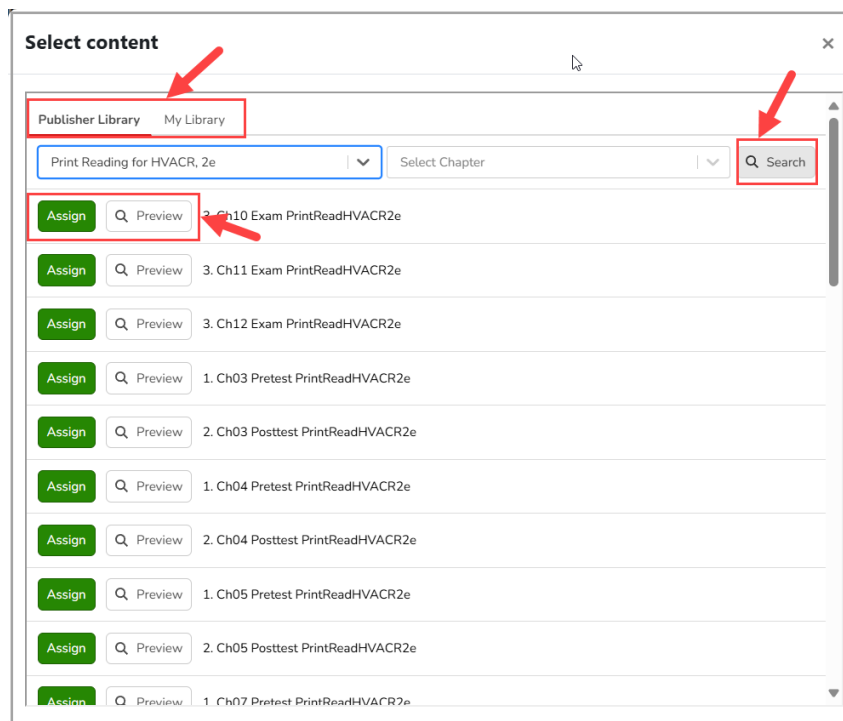 Select content
Publisher Library My Library
Print Reading for HVACR, 2e Select Chapter Search
Assign Preview 3. Ch10 Exam PrintReadHVACR2e
Assign Preview 3. Ch11 Exam PrintReadHVACR2e
Assign Preview 3. Ch12 Exam PrintReadHVACR2e
Assign Preview 1. Ch03 Pretest PrintReadHVACR2e
Assign Preview 2. Ch03 Posttest PrintReadHVACR2e
Assign Preview 1. Ch04 Pretest PrintReadHVACR2e
Assign Preview 2. Ch04 Posttest PrintReadHVACR2e
Assign Preview 1. Ch05 Pretest PrintReadHVACR2e
Assign Preview 2. Ch05 Posttest PrintReadHVACR2e
Assign Preview 1. Ch07 Pretest PrintReadHVACR2e